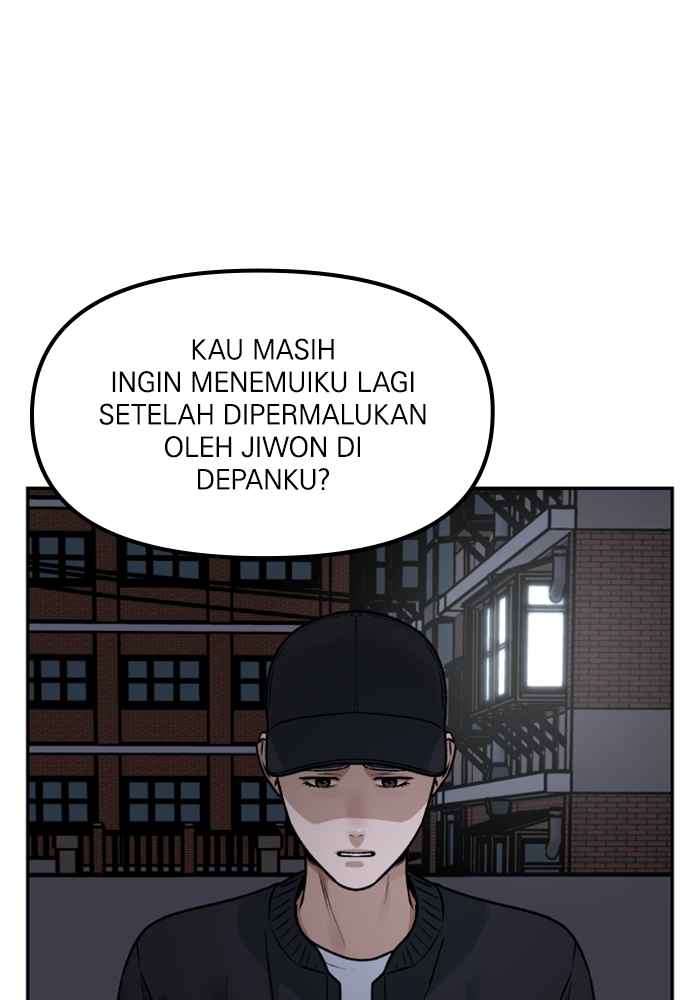 KAU MASIH
INGIN MENEMUIKU LAGI
SETELAH DIPERMALUKAN
OLEH JIWON DI
DEPANKU?